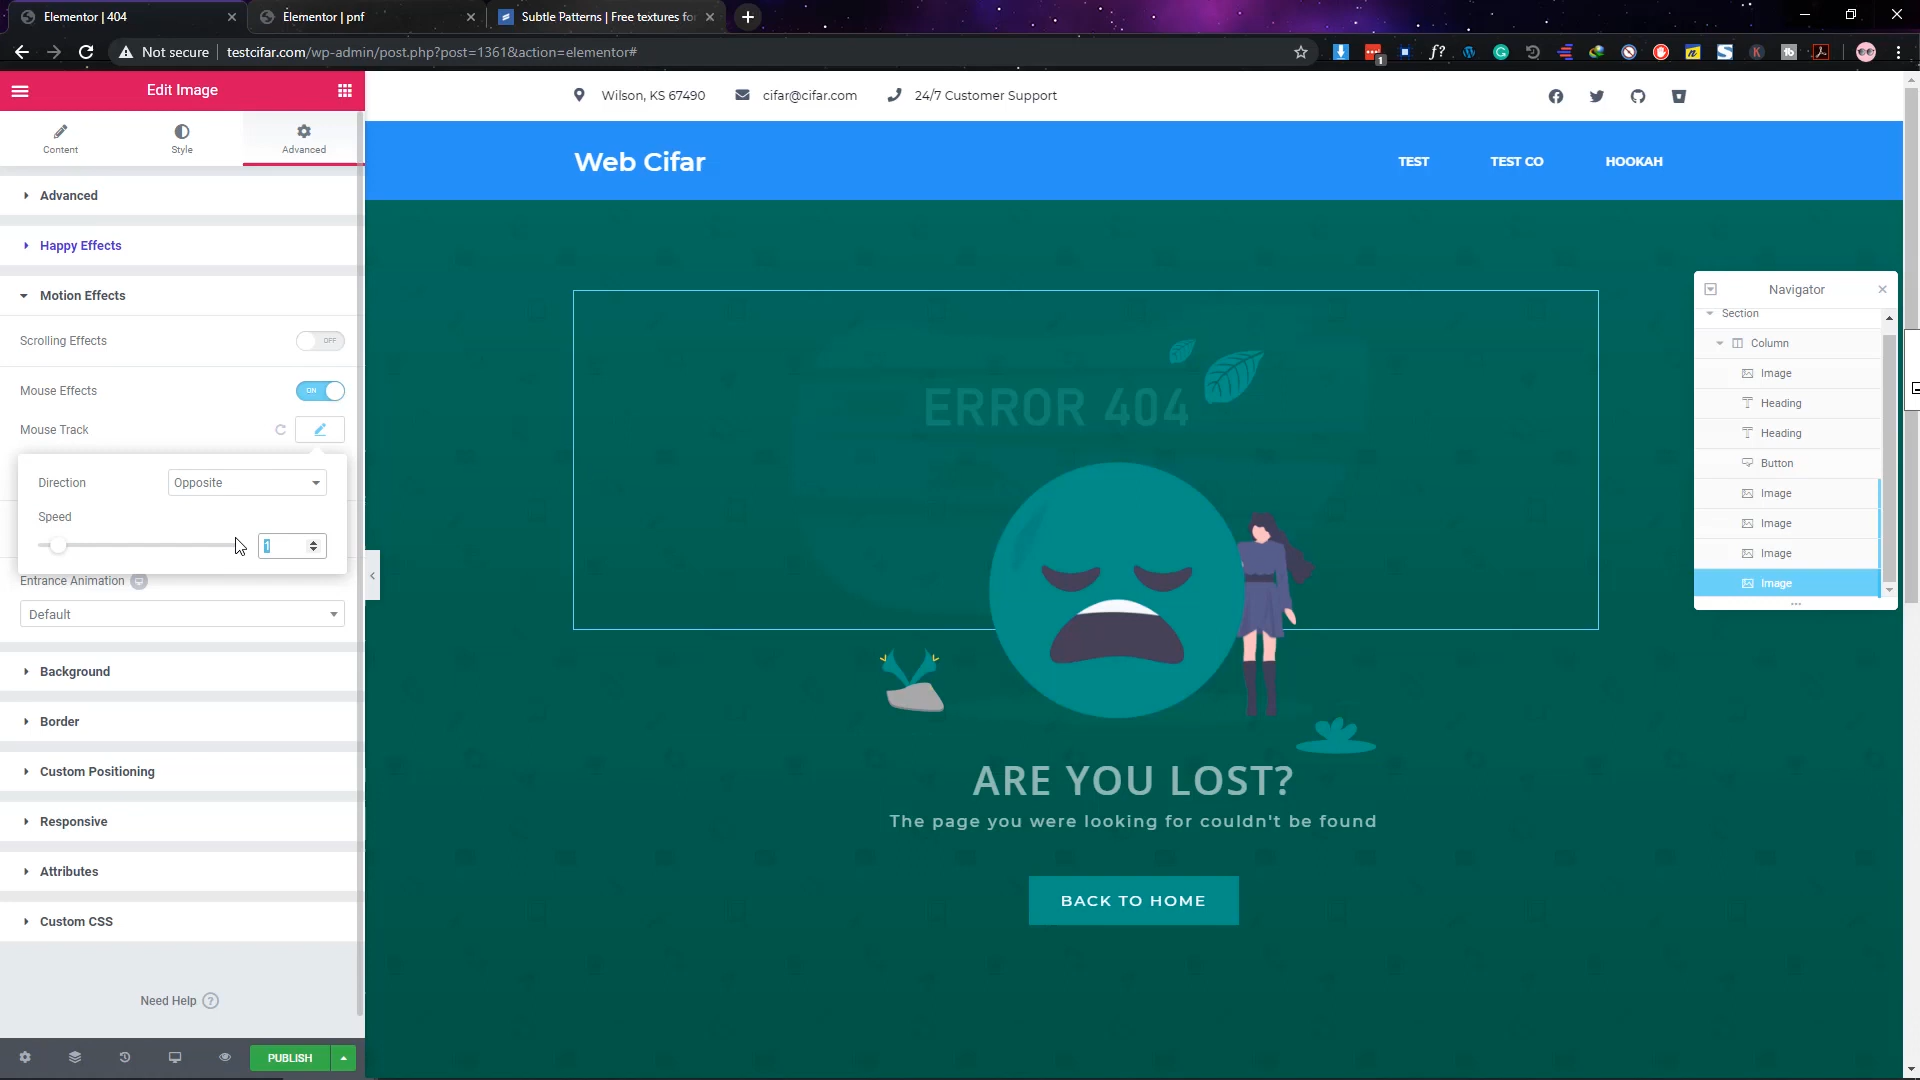 Elementor | 404
Elementor | pnf
Subtle Patterns | Free textures for
Not secure
testcifar.com/wp-admin/post.php?post=1361&action=elementor#
Edit Image
Content
Style
Advanced
Advanced
Happy Effects
Motion Effects
Scrolling Effects
OFF
Mouse Effects
ON
Mouse Track
Direction
Opposite
Speed
1
Entrance Animation
Default
Background
Border
Custom Positioning
Responsive
Attributes
Custom CSS
Need Help ?
PUBLISH
Wilson, KS 67490
cifar@cifar.com
24/7 Customer Support
Web Cifar
TEST
TEST CO
HOOKAH
ERROR 404
ARE YOU LOST?
The page you were looking for couldn't be found
BACK TO HOME
Navigator
Section
Column
Image
Heading
Heading
Button
Image
Image
Image
Image